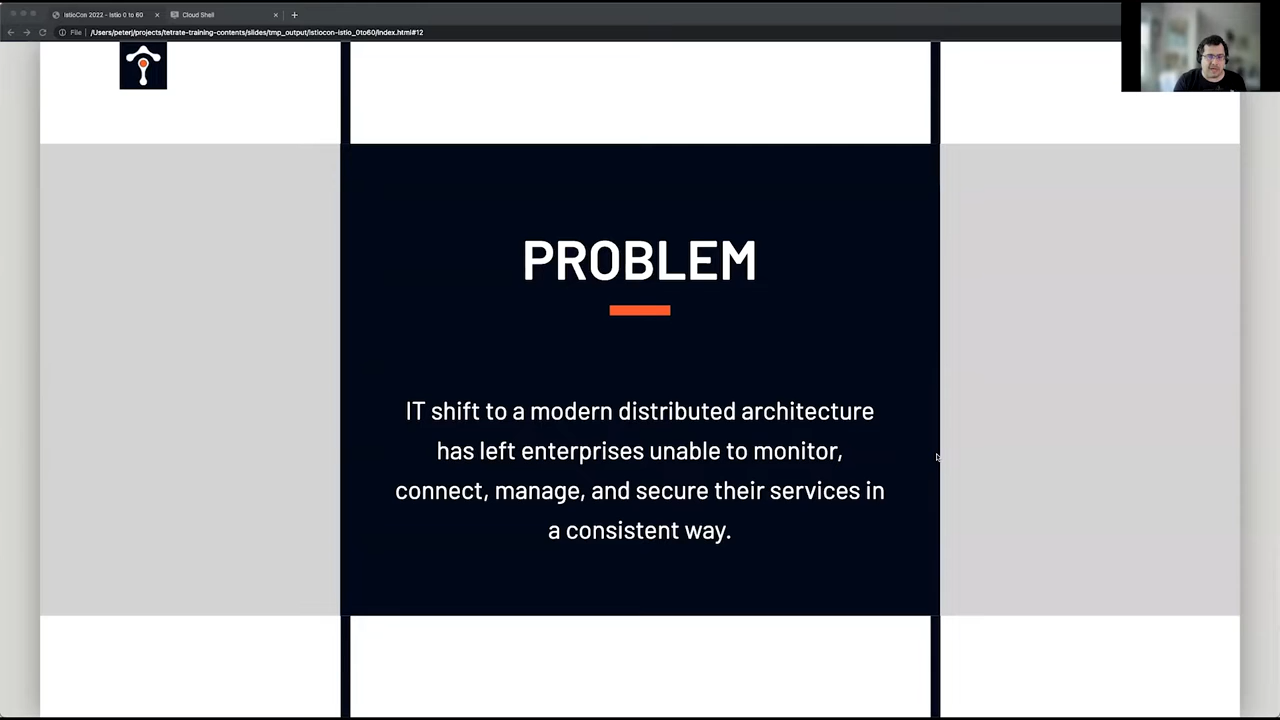 IstioCon 2022 - Istio 0 to 60
Cloud Shell
File
/Users/peterj/projects/tetrate-training-contents/slides/tmp_output/istiocon-istio_0to60/index.html#12
PROBLEM
IT shift to a modern distributed architecture
has left enterprises unable to monitor,
connect, manage, and secure their services in
a consistent way.